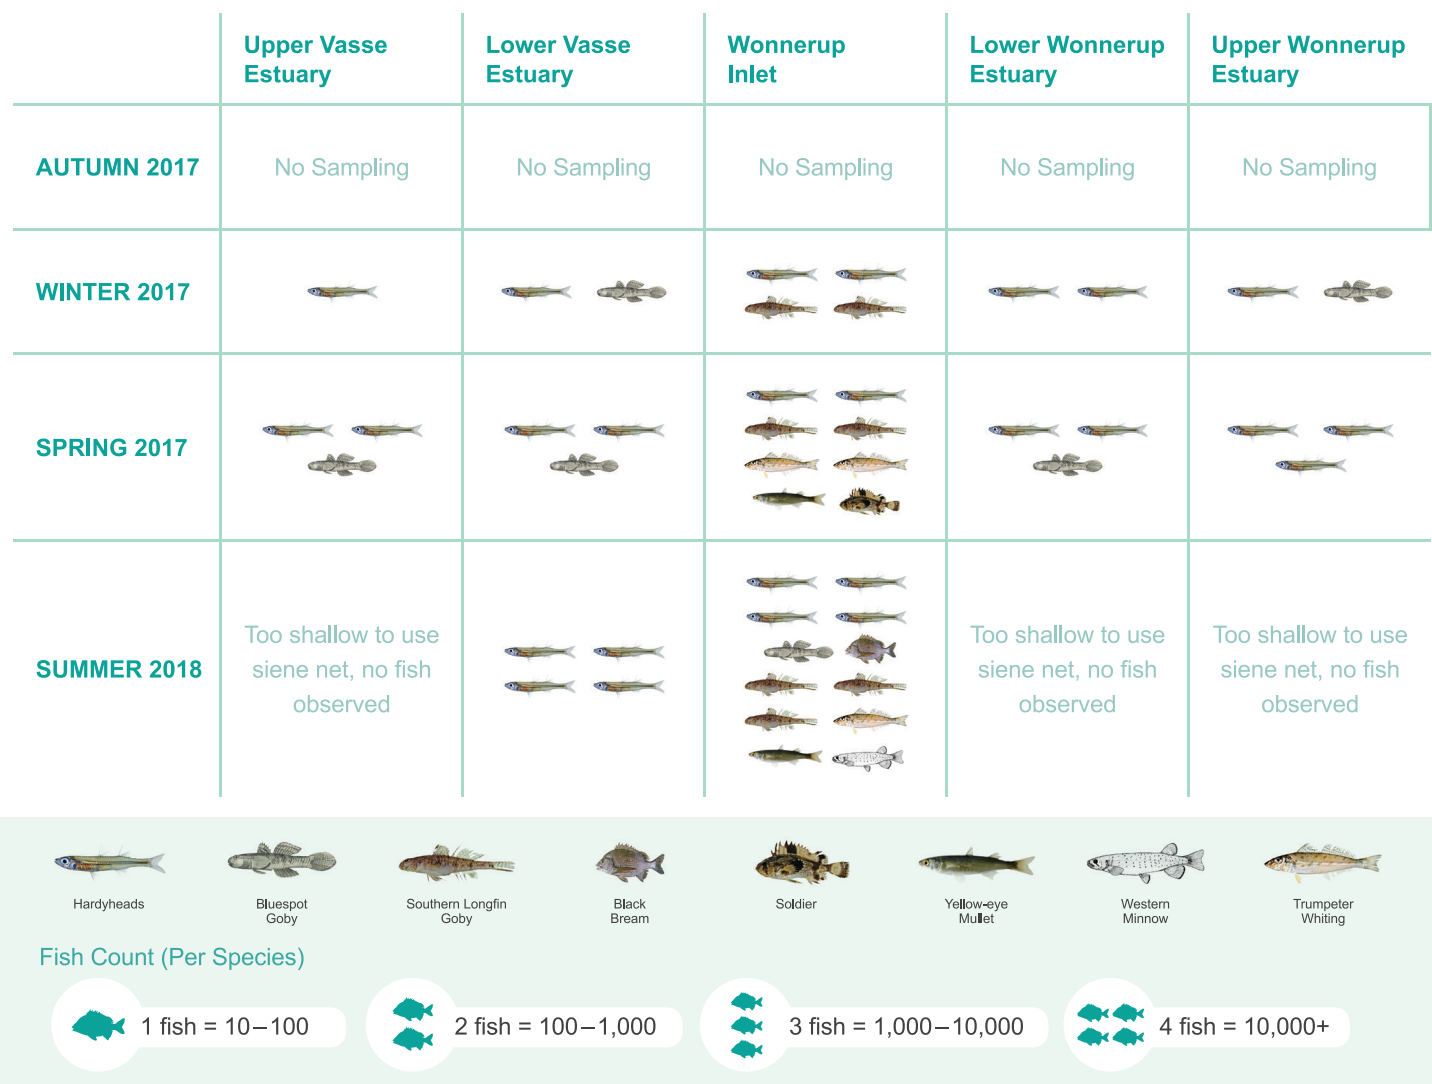 Upper Vasse
Estuary
Lower Vasse
Estuary
Wonnerup
Inlet
Lower Wonnerup
Estuary
Upper Wonnerup
Estuary
AUTUMN 2017
No Sampling
No Sampling
No Sampling
No Sampling
No Sampling
WINTER 2017
SPRING 2017
SUMMER 2018
Too shallow to use
siene net, no fish
observed
Too shallow to use
siene net, no fish
observed
Too shallow to use
siene net, no fish
observed
Hardyheads
Bluespot
Goby
Southern Longfin
Goby
Black
Bream
Soldier
Yellow-eye
Mullet
Western
Minnow
Trumpeter
Whiting
Fish Count (Per Species)
1 fish = 10–100
2 fish = 100–1,000
3 fish = 1,000–10,000
4 fish = 10,000+